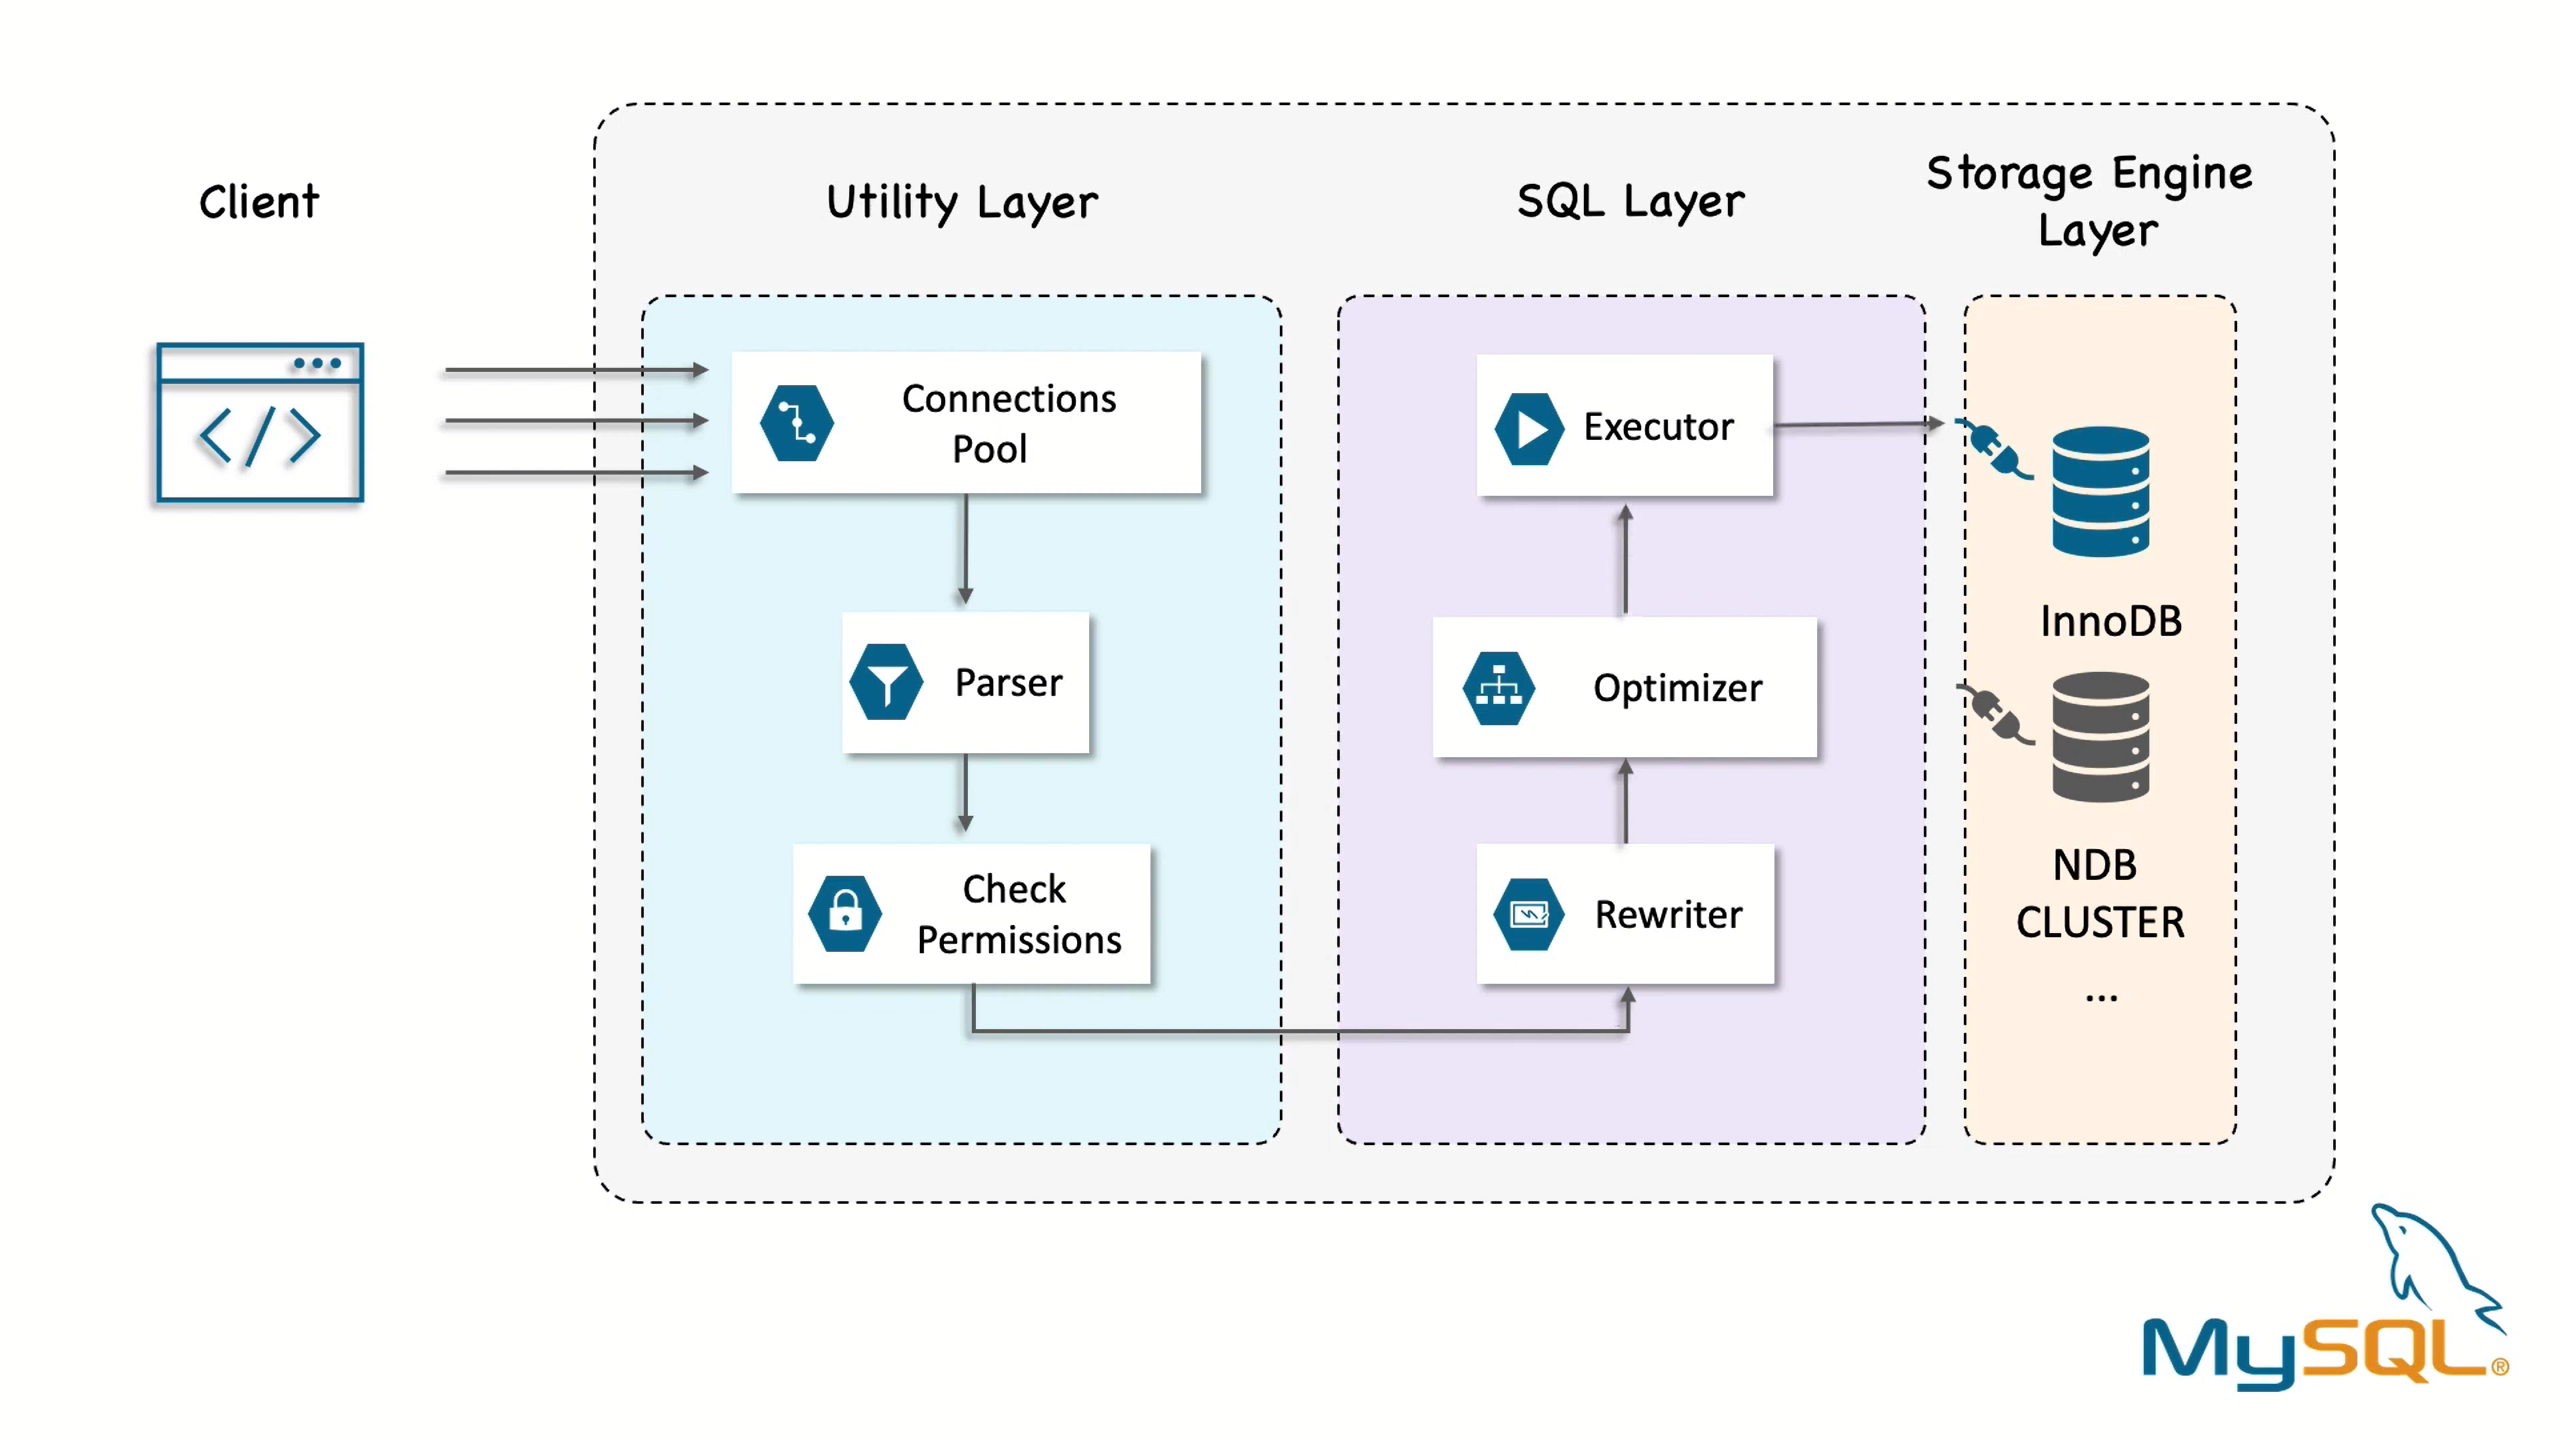 Client
Utility Layer
SQL Layer
Storage Engine
Layer
Connections
Pool
Parser
Check
Permissions
Executor
Optimizer
Rewriter
InnoDB
NDB
CLUSTER
...
MySQL®